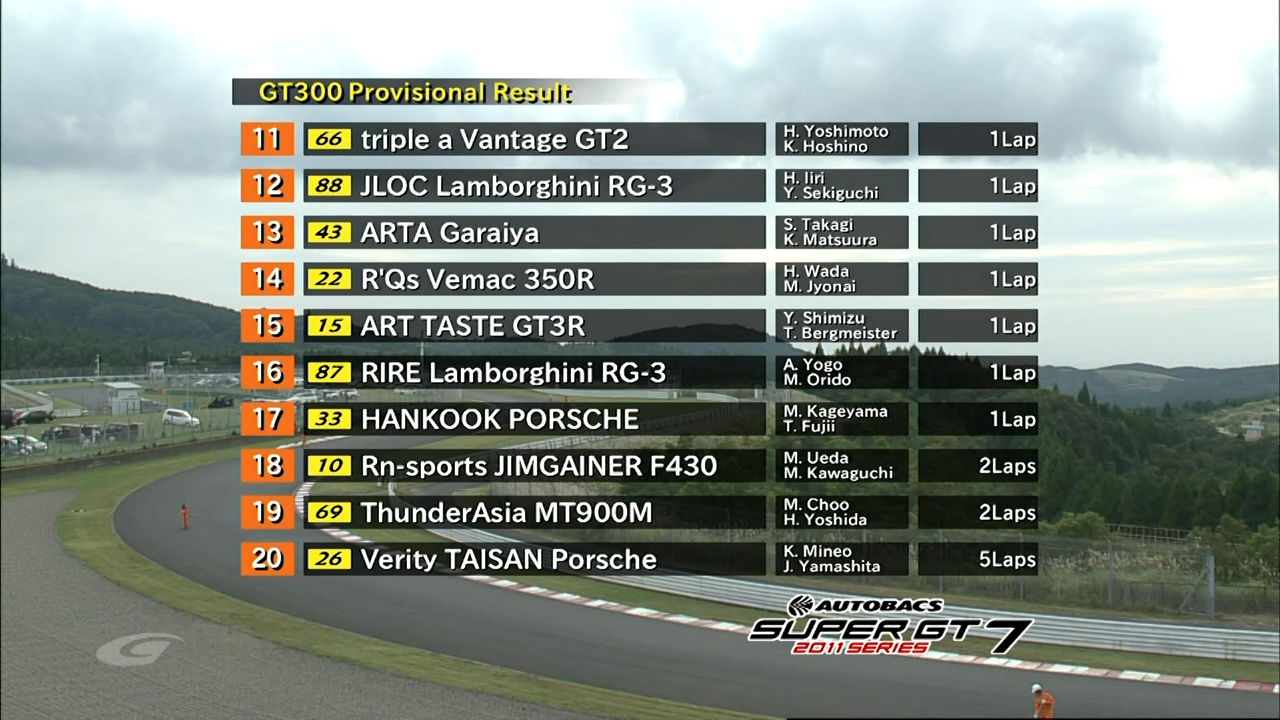 GT300 Provisional Result
11 66 triple a Vantage GT2 H. Yoshimoto K. Hoshino 1Lap
12 88 JLOC Lamborghini RG-3 H. Iiri Y. Sekiguchi 1Lap
13 43 ARTA Garaiya S. Takagi K. Matsuura 1Lap
14 22 R'Qs Vemac 350R H. Wada M. Jyonai 1Lap
15 15 ART TASTE GT3R Y. Shimizu T. Bergmeister 1Lap
16 87 RIRE Lamborghini RG-3 A. Yogo M. Orido 1Lap
17 33 HANKOOK PORSCHE M. Kageyama T. Fujii 1Lap
18 10 Rn-sports JIMGAINER F430 M. Ueda M. Kawaguchi 2Laps
19 69 ThunderAsia MT900M M. Choo H. Yoshida 2Laps
20 26 Verity TAISAN Porsche K. Mineo J. Yamashita 5Laps
AUTOBACS
SUPER GT 7
2011 SERIES
G